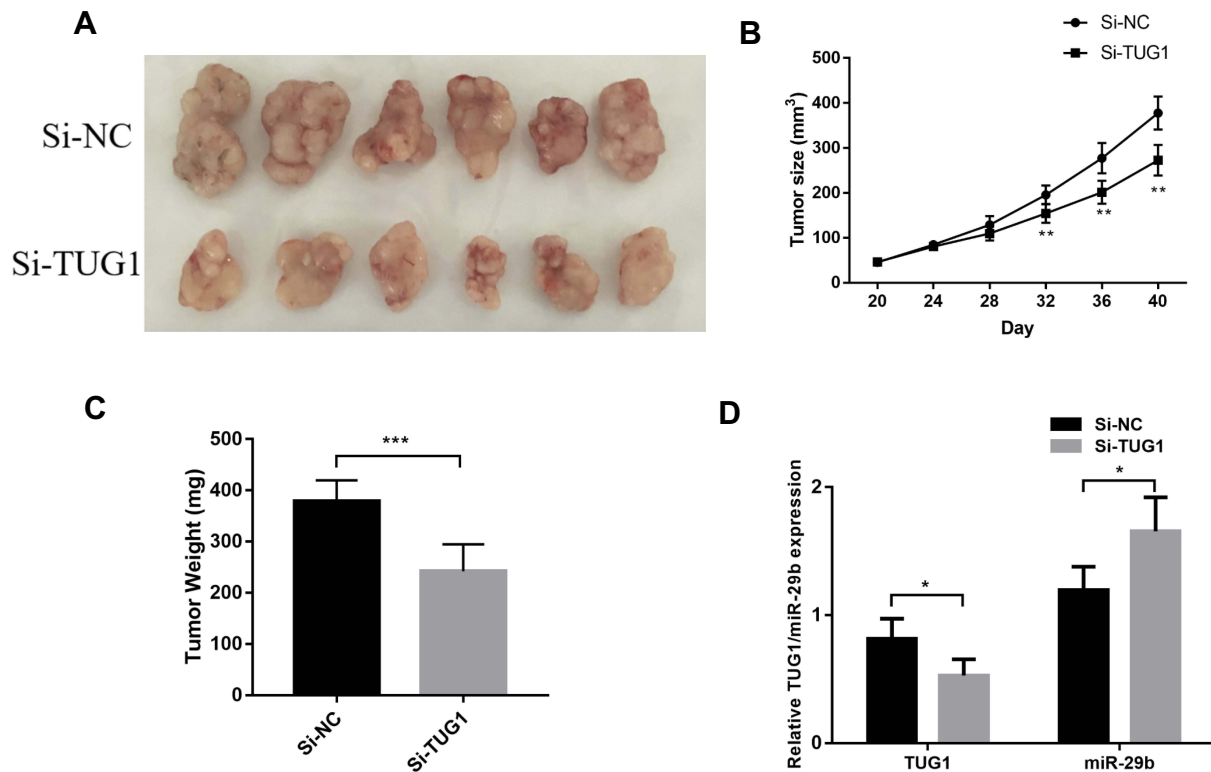 A
Si-NC
Si-TUG1
B
Si-NC
Si-TUG1
Tumor size (mm³)
500
400
300
200
100
0
**
**
**
20 24 28 32 36 40
Day
C
Tumor Weight (mg)
500
400
300
200
100
0
***
Si-NC
Si-TUG1
D
Si-NC
Si-TUG1
Relative TUG1/miR-29b expression
2
1
0
*
*
TUG1 miR-29b